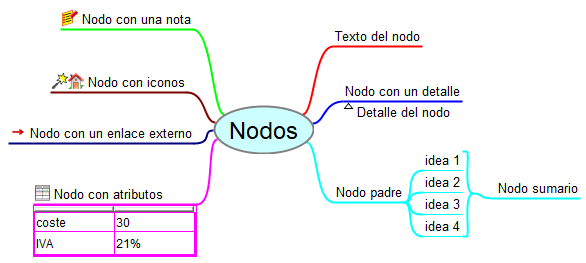 Nodo con una nota
Nodo con iconos
Nodo con un enlace externo
Nodo con atributos
coste 30
IVA 21%
Nodos
Texto del nodo
Nodo con un detalle
Detalle del nodo
Nodo padre
idea 1
idea 2
idea 3
idea 4
Nodo sumario